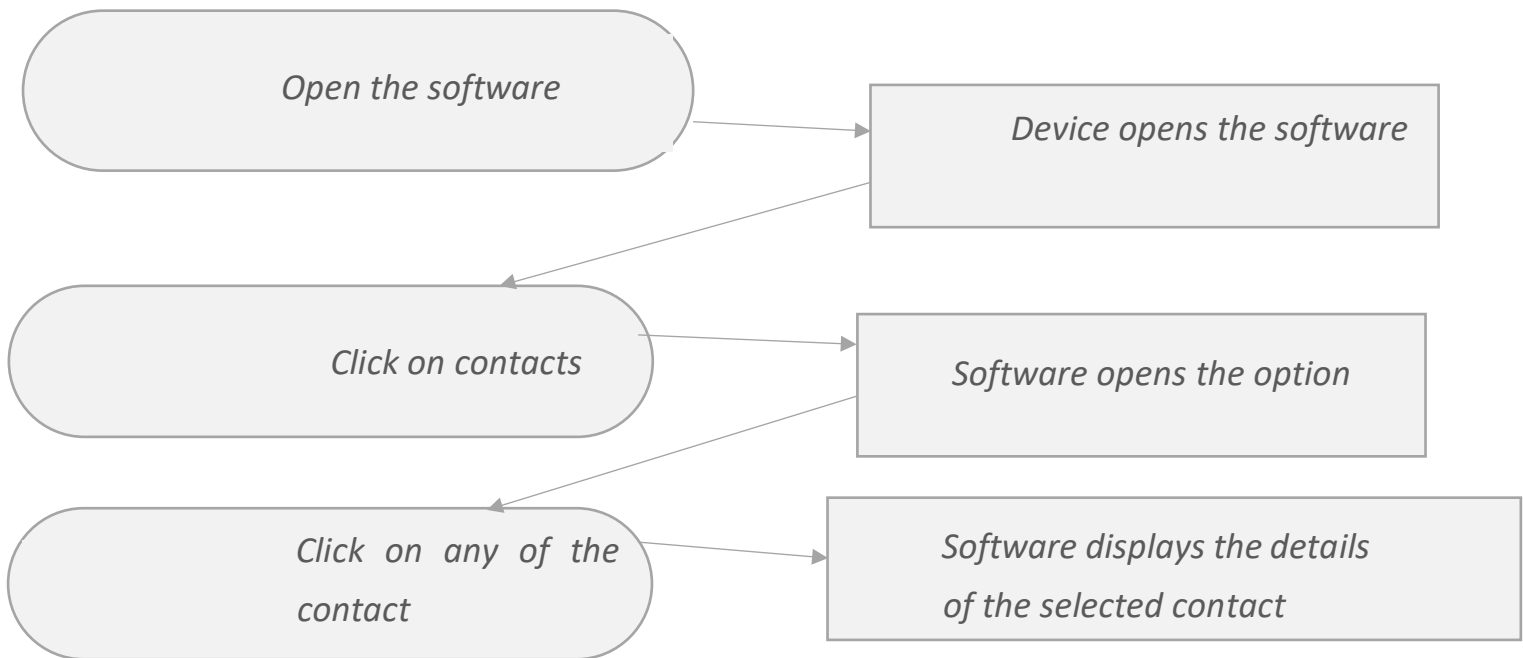 Open the software
Device opens the software
Click on contacts
Software opens the option
Click on any of the
contact
Software displays the details
of the selected contact